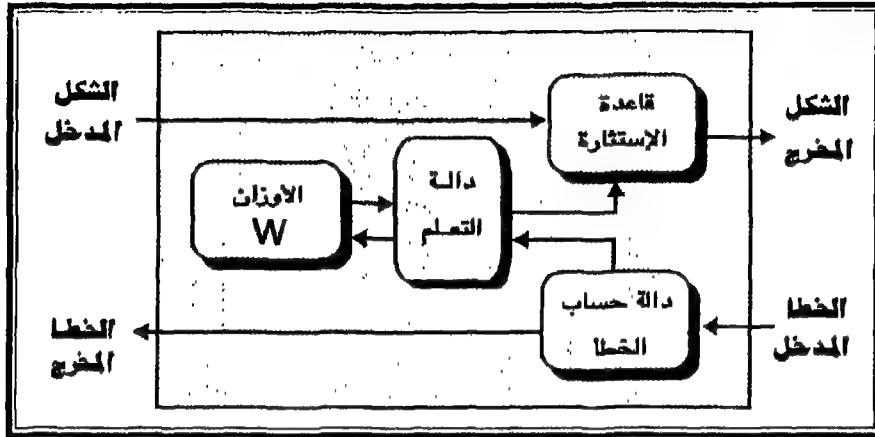 الشكل
المدخل
قاعدة
الإستثارة
الشكل
المخرج
دالة
التعلم
الأوزان
W
دالة حساب
الخطا
الخطا
المدخل
الخطا
المخرج